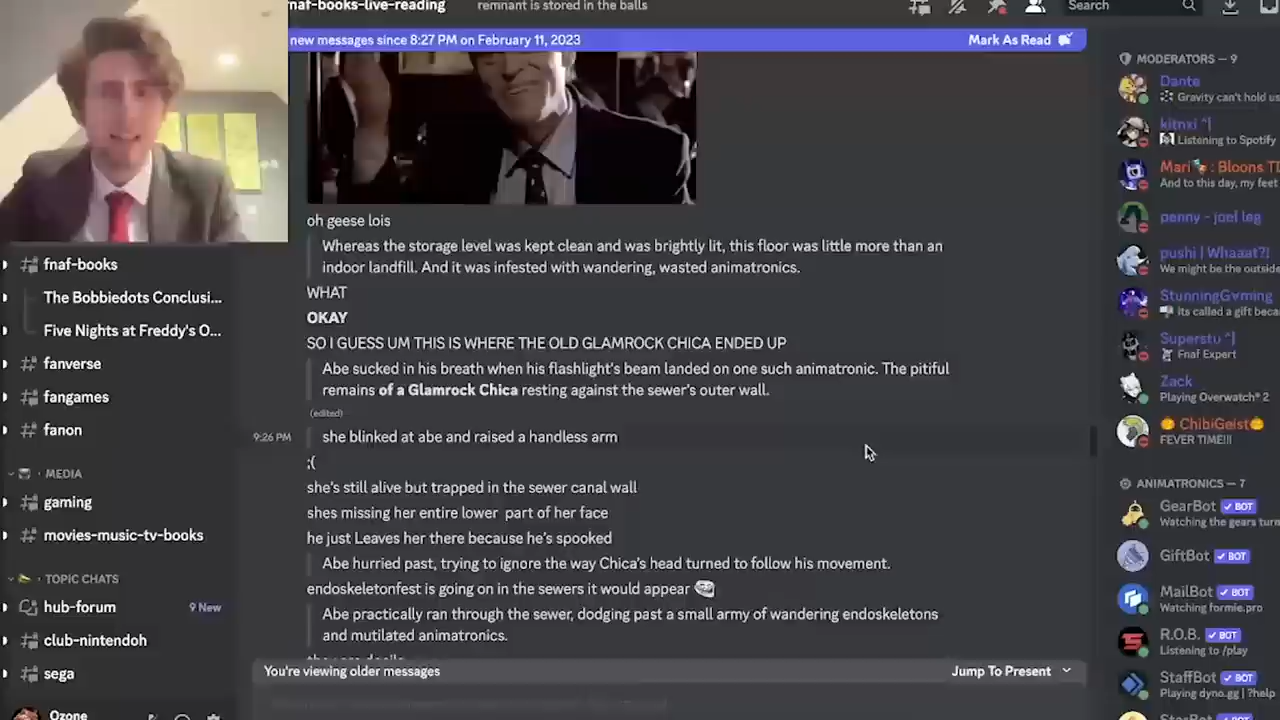 fnaf-books-live-reading
remnant is stored in the balls
Search
new messages since 8:27 PM on February 11, 2023
Mark As Read
oh geese lois
Whereas the storage level was kept clean and was brightly lit, this floor was little more than an
indoor landfill. And it was infested with wandering, wasted animatronics.
WHAT
OKAY
SO I GUESS UM THIS IS WHERE THE OLD GLAMROCK CHICA ENDED UP
Abe sucked in his breath when his flashlight's beam landed on one such animatronic. The pitiful
remains of a Glamrock Chica resting against the sewer's outer wall.
(edited)
9:26 PM
she blinked at abe and raised a handless arm
;(
she's still alive but trapped in the sewer canal wall
shes missing her entire lower part of her face
he just Leaves her there because he's spooked
Abe hurried past, trying to ignore the way Chica's head turned to follow his movement.
endoskeletonfest is going on in the sewers it would appear
Abe practically ran through the sewer, dodging past a small army of wandering endoskeletons
and mutilated animatronics.
You're viewing older messages
Jump To Present
fnaf-books
The Bobbiedots Conclusi...
Five Nights at Freddy's O...
fanverse
fangames
fanon
MEDIA
gaming
movies-music-tv-books
TOPIC CHATS
hub-forum
9 New
club-nintendoh
sega
Ozone
MODERATORS — 9
Dante
Gravity can't hold us
kitnxi ^|
Listening to Spotify
Mari : Bloons TD
And to this day, my feet
penny - joel leg
pushi | Whaaat?!
We might be the outside
StunningGvming
its called a gift beca
Superstu ^|
Fnaf Expert
Zack
Playing Overwatch 2
ChibiGeist
FEVER TIME!!!
ANIMATRONICS — 7
GearBot
BOT
Watching the gears turn
GiftBot
BOT
MailBot
BOT
Watching formie.pro
R.O.B.
BOT
Listening to /play
StaffBot
BOT
Playing dyno.gg | ?help